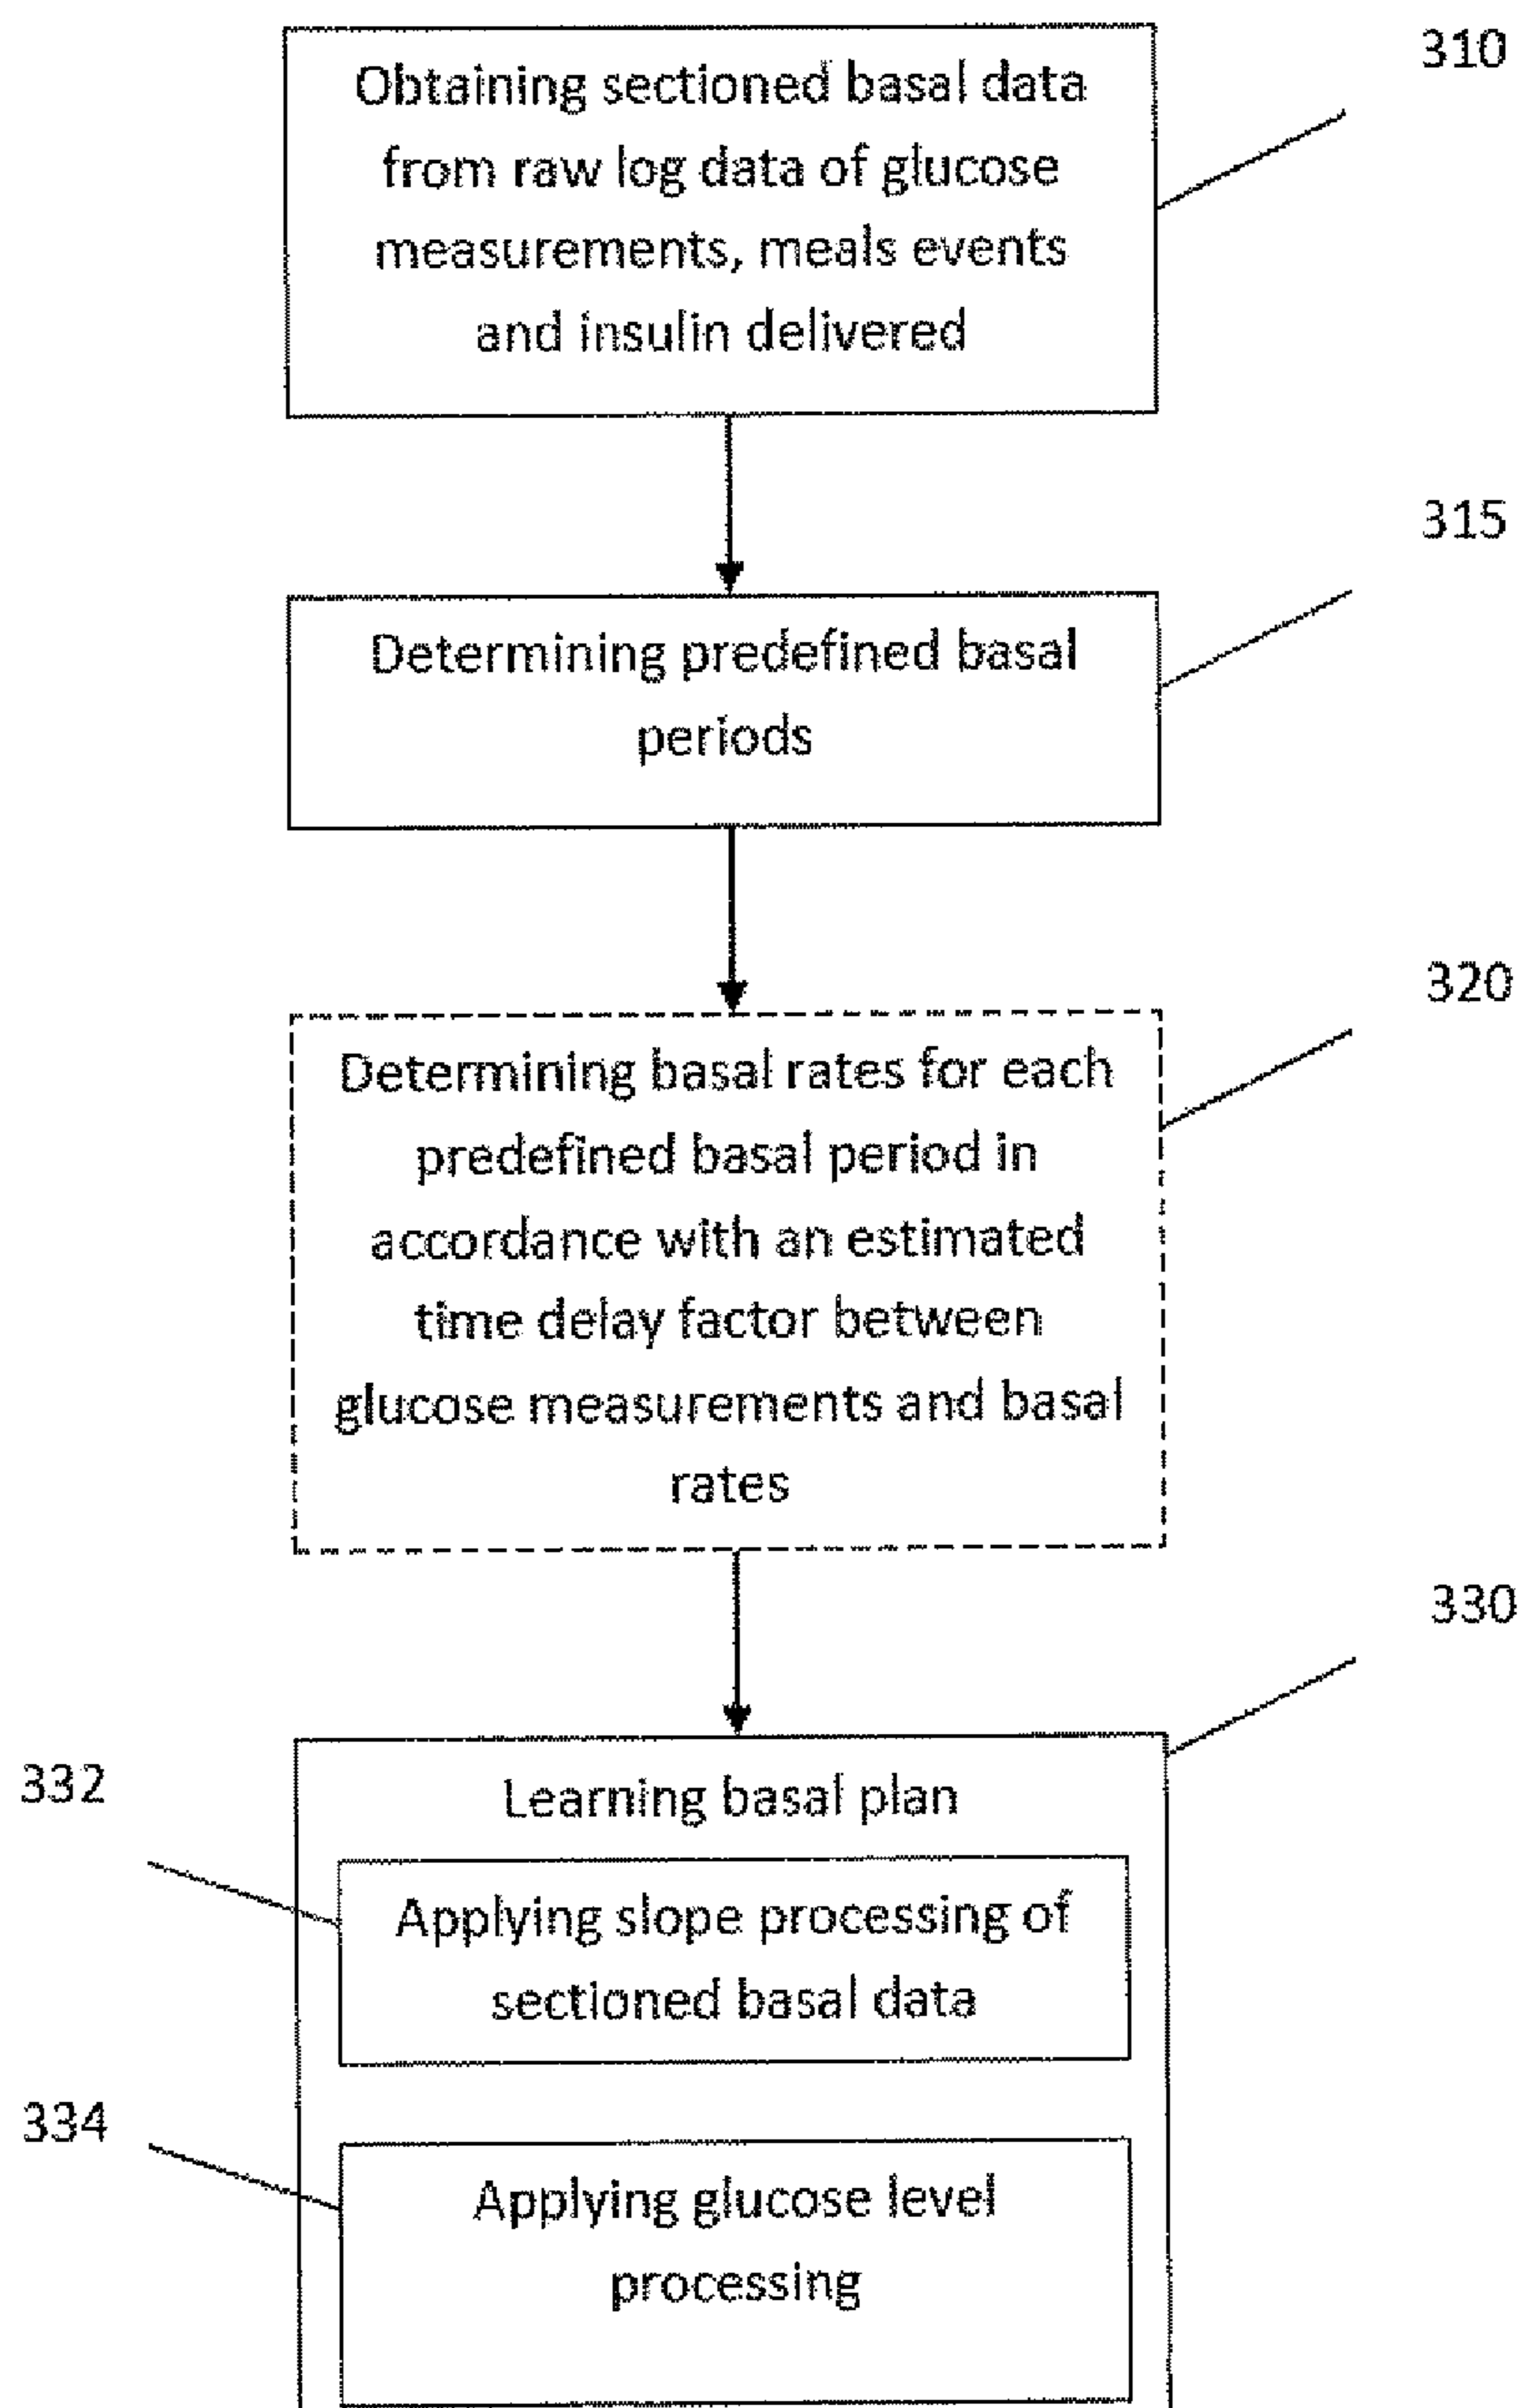 310
Obtaining sectioned basal data
from raw log data of glucose
measurements, meals events
and insulin delivered
315
Determining predefined basal
periods
320
Determining basal rates for each
predefined basal period in
accordance with an estimated
time delay factor between
glucose measurements and basal
rates
330
Learning basal plan
332
Applying slope processing of
sectioned basal data
334
Applying glucose level
processing